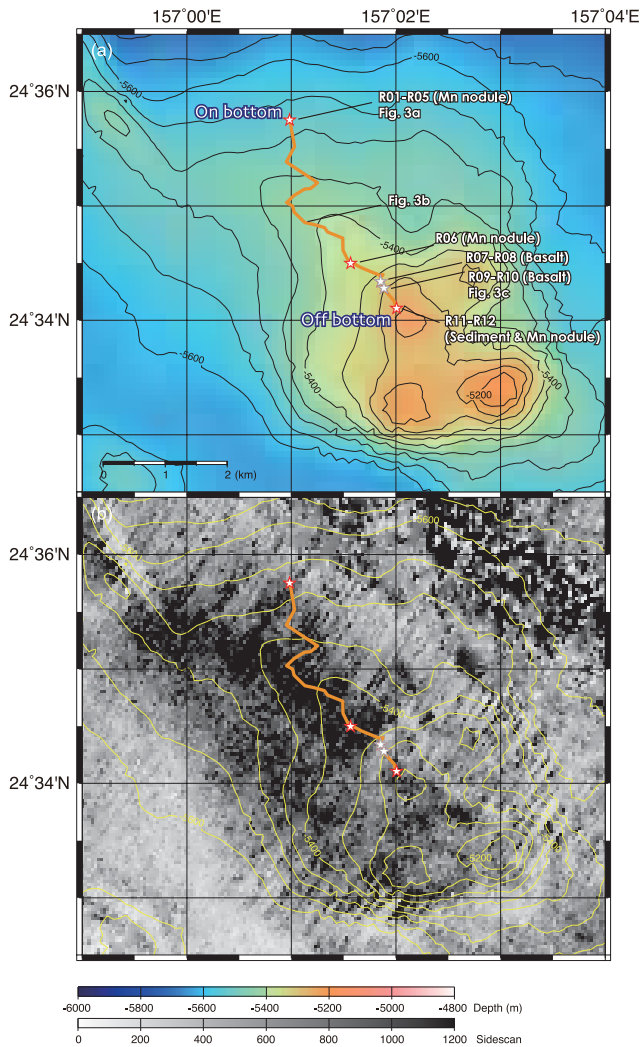 157°00'E 157°02'E 157°04'E
(a)
-5600
-5600
24°36'N
On bottom
R01-R05 (Mn nodule)
Fig. 3a
Fig. 3b
-5400
R06 (Mn nodule)
R07-R08 (Basalt)
R09-R10 (Basalt)
Fig. 3c
24°34'N
Off bottom
R11-R12
(Sediment & Mn nodule)
-5600
-5400
-5400
-5200
0 1 2 (km)
(b)
-5600
24°36'N
-5400
24°34'N
-5400
-5200
-6000 -5800 -5600 -5400 -5200 -5000 -4800 Depth (m)
0 200 400 600 800 1000 1200 Sidescan